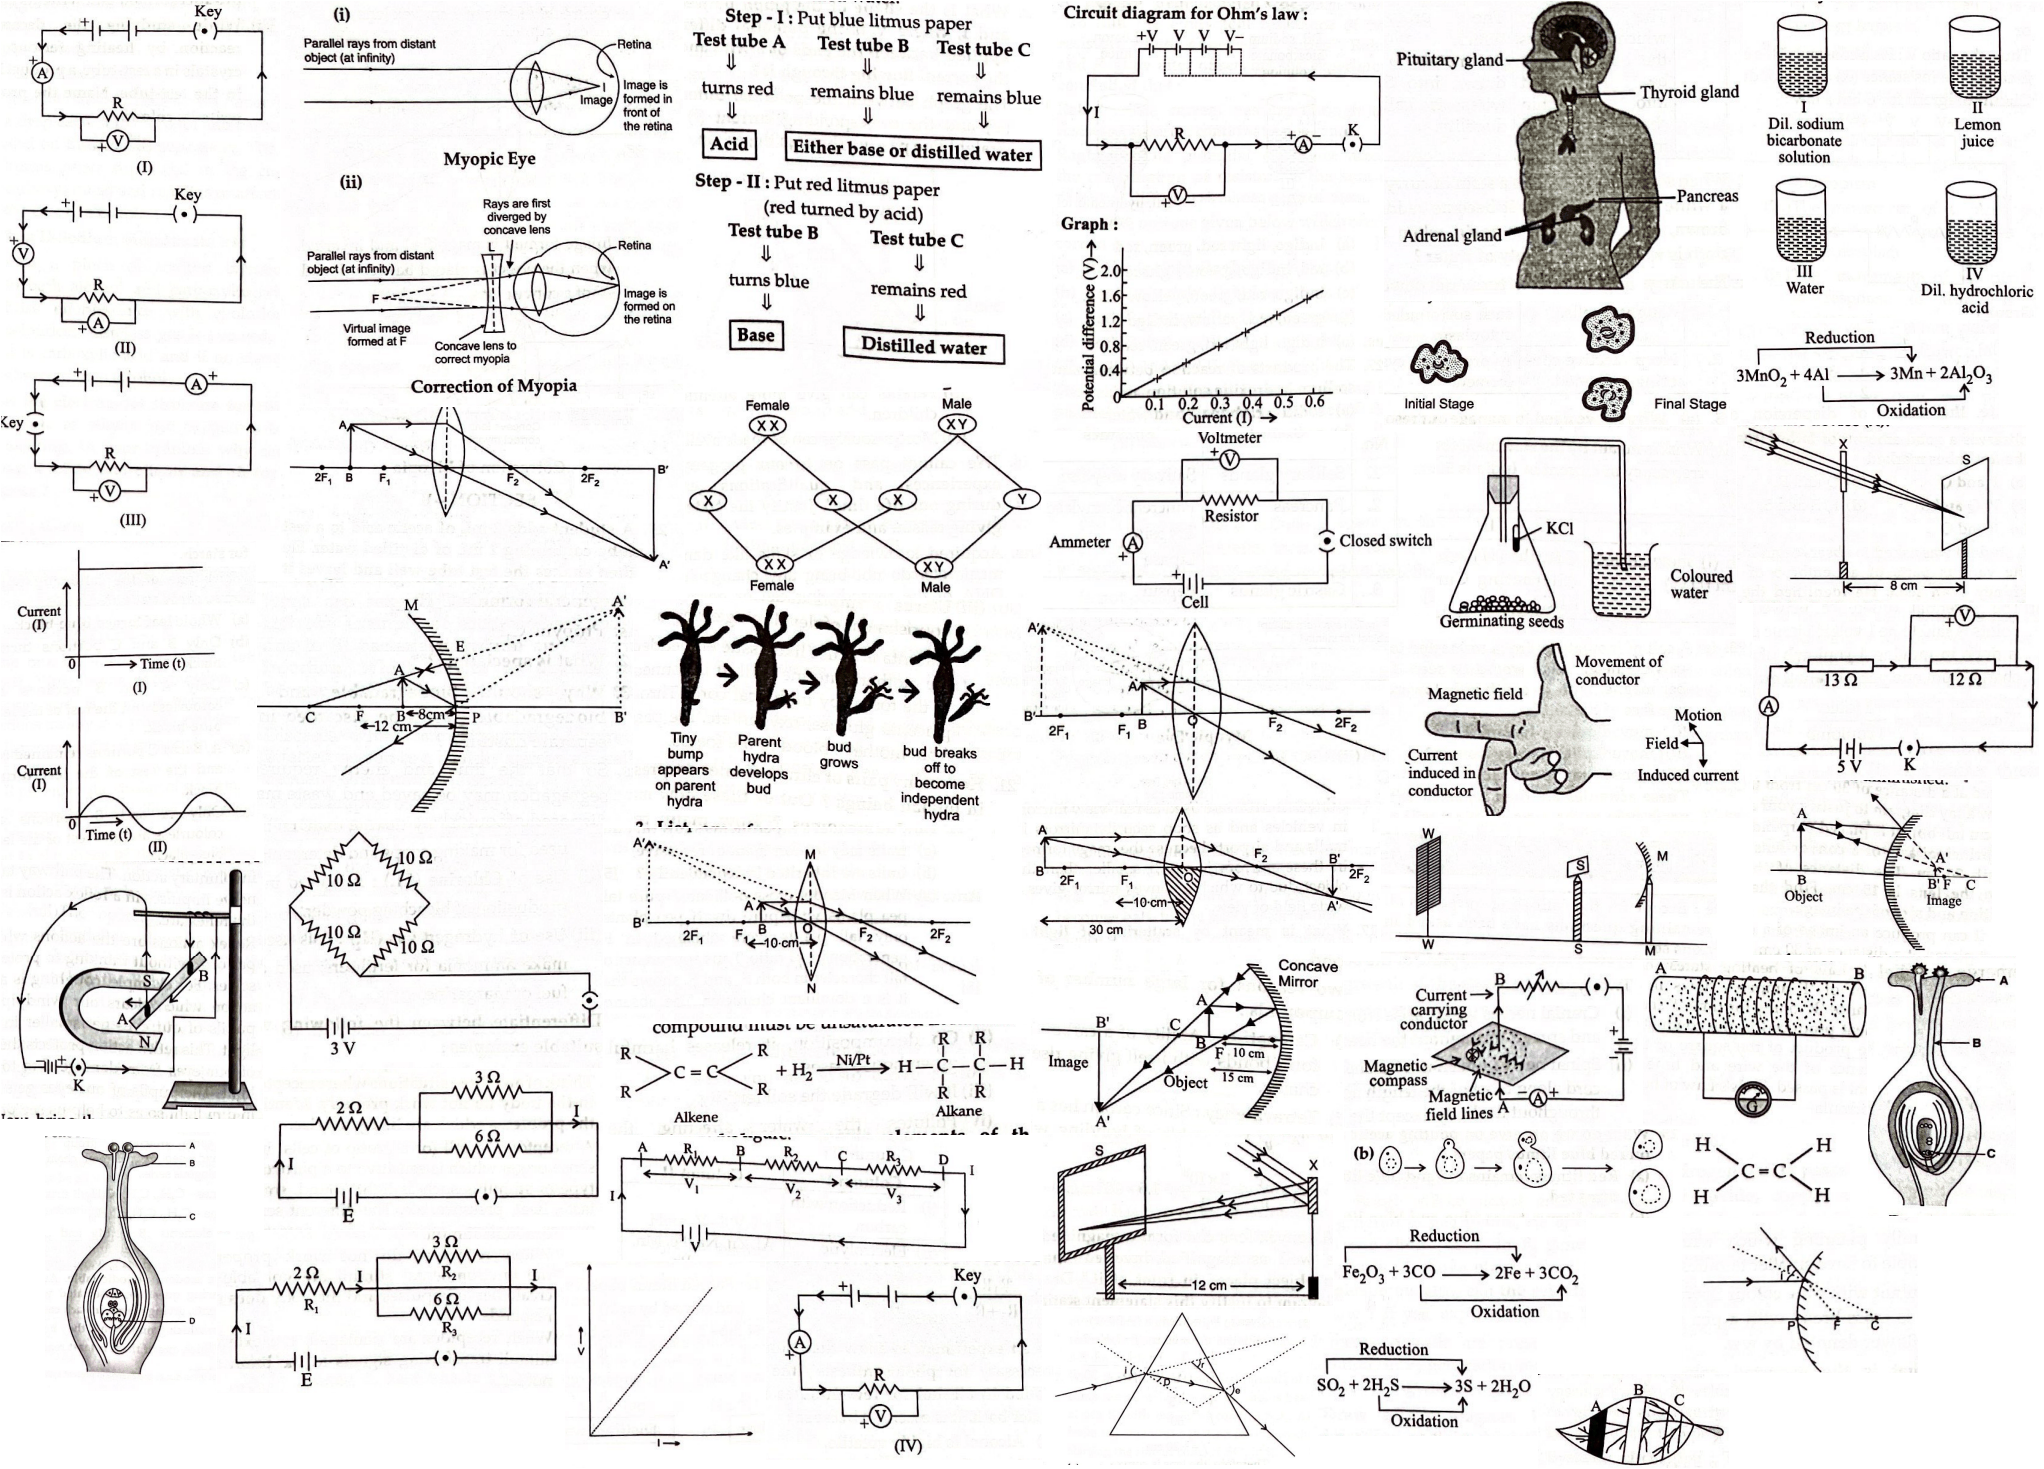 Key
+
A
+
R
V
+
(I)
Key
+
V
+
R
A
+
(II)
+
A
+
Key
R
V
+
(III)
Current
(I)
0
Time (t)
(I)
Current
(I)
0
Time (t)
(II)
S
B
A
N
+
K
A
B
C
D
(i)
Parallel rays from distant
object (at infinity)
Retina
I
Image
Image is
formed in
front of
the retina
Myopic Eye
(ii)
Rays are first
diverged by
concave lens
L
Parallel rays from distant
object (at infinity)
Retina
F
Image is
formed on
the retina
Virtual image
formed at F
Concave lens to
correct myopia
Correction of Myopia
A
2F1 B F1 F2 2F2 B'
A'
M
A'
E
A
C F B 8cm P B'
12 cm
10 Ω
10 Ω
10 Ω
10 Ω
3 V
3 Ω
2 Ω
I
6 Ω
I
E
3 Ω
2 Ω
I
R2
I
R1
6 Ω
R3
I
E
Step - I : Put blue litmus paper
Test tube A Test tube B Test tube C
turns red remains blue remains blue
Acid Either base or distilled water
Step - II : Put red litmus paper
(red turned by acid)
Test tube B Test tube C
turns blue remains red
Base Distilled water
Female Male
XX XY
X X X Y
XX XY
Female Male
Tiny
bump
appears
on parent
hydra
Parent
hydra
develops
bud
bud
grows
bud breaks
off to
become
independent
hydra
A'
M
A
B' 2F1 F1 B O F2 2F2
10 cm
N
compound must be unsaturated
R R
C = C
R R
+ H2
Ni/Pt
R R
H — C — C — H
R R
Alkene
Alkane
A R1 B R2 C R3 D
I
V1 V2 V3
I
V
V
I
Key
+
A
+
R
V
+
(IV)
Circuit diagram for Ohm's law :
+V V V V–
I
R
+ A –
K
+ V –
Graph :
Potential difference (V)
2.0
1.6
1.2
0.8
0.4
0
0.1 0.2 0.3 0.4 0.5 0.6
Current (I)
Voltmeter
+ V
Resistor
Ammeter
A
+
Closed switch
+
Cell
A'
A
B' 2F1 F1 B O F2 2F2
A
B 2F1 F1 O F2 B' 2F2
10 cm
A'
30 cm
Concave
Mirror
A
B' C B F
Image
10 cm
15 cm
Object
A'
S
X
12 cm
Pituitary gland
Thyroid gland
Pancreas
Adrenal gland
Initial Stage
Final Stage
KCl
Coloured
water
Germinating seeds
Movement of
conductor
Magnetic field
Current
induced in
conductor
Motion
Field
Induced current
W
S
M
W S M
B
Current
carrying
conductor
+
–
Magnetic
compass
Magnetic
field lines
A
– A +
(b)
Reduction
Fe2O3 + 3CO → 2Fe + 3CO2
Oxidation
Reduction
SO2 + 2H2S → 3S + 2H2O
Oxidation
I
Dil. sodium
bicarbonate
solution
II
Lemon
juice
III
Water
IV
Dil. hydrochloric
acid
Reduction
3MnO2 + 4Al → 3Mn + 2Al2O3
Oxidation
X
S
8 cm
V
+
13 Ω 12 Ω
A
5 V K
A
A'
B B' F C
Object
Image
A B
G
A
B
C
H H
C = C
H H
P F C
A B C